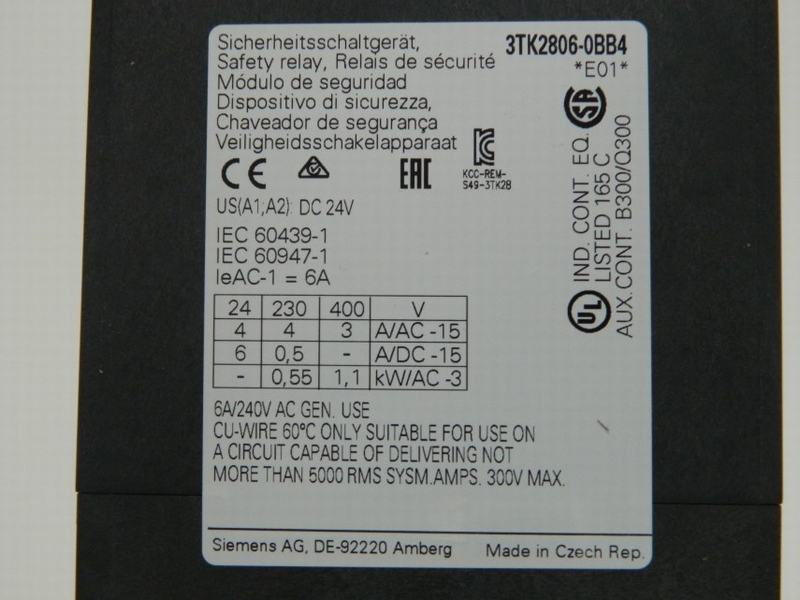 Sicherheitsschaltgerät,
3TK2806-0BB4
Safety relay, Relais de sécurité
*E01*
Módulo de seguridad
Dispositivo di sicurezza,
Chaveador de segurança
Veiligheidsschakelapparaat
CE
EAC
KCC-REM-
S49-3TK28
SA
US(A1,A2): DC 24V
IEC 60439-1
IEC 60947-1
IeAC-1 = 6A
24 230 400 V
4 4 3 A/AC -15
6 0,5 - A/DC -15
- 0,55 1,1 kW/AC -3
UL
IND. CONT. EQ.
LISTED 165 C
AUX.CONT. B300/Q300
6A/240V AC GEN. USE
CU-WIRE 60°C ONLY SUITABLE FOR USE ON
A CIRCUIT CAPABLE OF DELIVERING NOT
MORE THAN 5000 RMS SYSM.AMPS. 300V MAX.
Siemens AG, DE-92220 Amberg Made in Czech Rep.